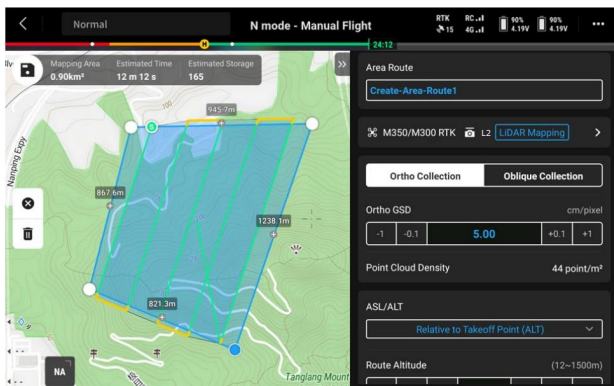 Normal
N mode - Manual Flight
RTK
15
RC
4G
90%
4.19V
90%
4.19V
H
24:12
Mapping Area
0.90km²
Estimated Time
12 m 12 s
Estimated Storage
165
Area Route
Create-Area-Route1
M350/M300 RTK
L2
LiDAR Mapping
Ortho Collection
Oblique Collection
Ortho GSD
cm/pixel
-1
-0.1
5.00
+0.1
+1
Point Cloud Density
44 point/m²
ASL/ALT
Relative to Takeoff Point (ALT)
Route Altitude
(12~1500m)
Nanping Expy
100
945.7m
S
867.6m
1238.1m
821.3m
NA
Tanglang Mount